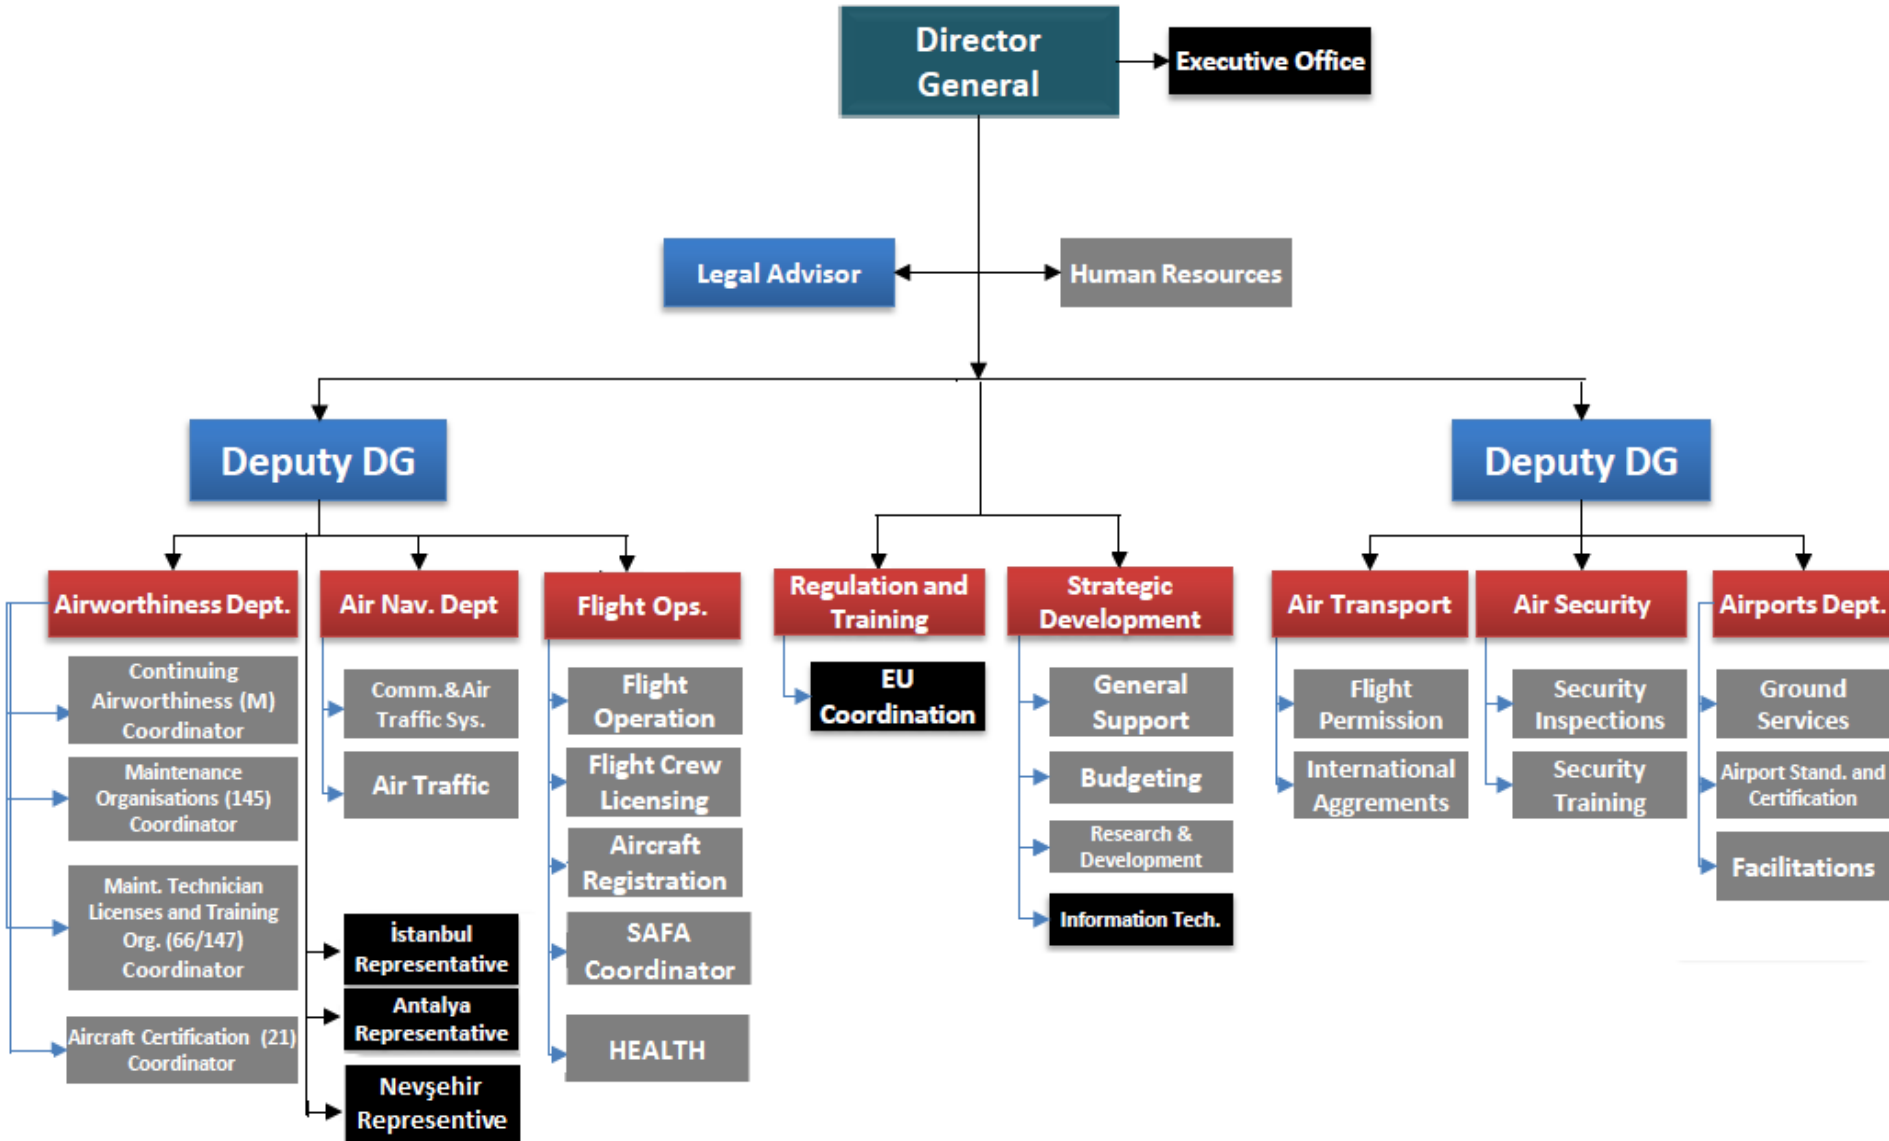 Director
General
Executive Office
Legal Advisor
Human Resources
Deputy DG
Deputy DG
Airworthiness Dept.
Continuing
Airworthiness (M)
Coordinator
Maintenance
Organisations (145)
Coordinator
Maint. Technician
Licenses and Training
Org. (66/147)
Coordinator
Aircraft Certification (21)
Coordinator
Air Nav. Dept
Comm.&Air
Traffic Sys.
Air Traffic
İstanbul
Representative
Antalya
Representative
Nevşehir
Representive
Flight Ops.
Flight
Operation
Flight Crew
Licensing
Aircraft
Registration
SAFA
Coordinator
HEALTH
Regulation and
Training
EU
Coordination
Strategic
Development
General
Support
Budgeting
Research &
Development
Information Tech.
Air Transport
Flight
Permission
International
Aggrements
Air Security
Security
Inspections
Security
Training
Airports Dept.
Ground
Services
Airport Stand. and
Certification
Facilitations